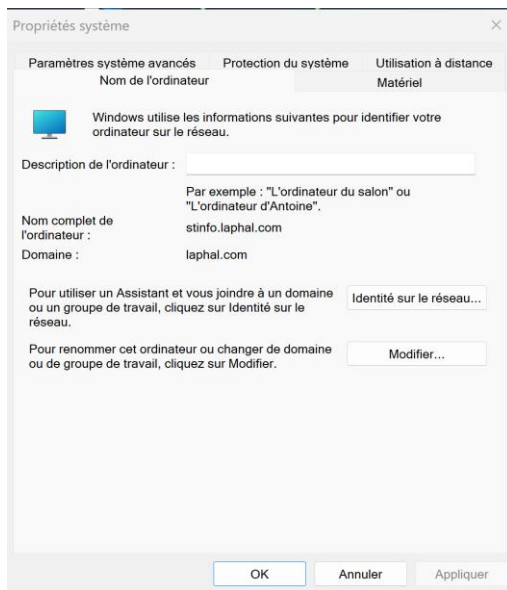 Propriétés système
Paramètres système avancés
Protection du système
Utilisation à distance
Nom de l'ordinateur
Matériel
Windows utilise les informations suivantes pour identifier votre
ordinateur sur le réseau.
Description de l'ordinateur :
Par exemple : "L'ordinateur du salon" ou
"L'ordinateur d'Antoine".
Nom complet de
l'ordinateur :
stinfo.laphal.com
Domaine :
laphal.com
Pour utiliser un Assistant et vous joindre à un domaine
ou un groupe de travail, cliquez sur Identité sur le
réseau.
Identité sur le réseau...
Pour renommer cet ordinateur ou changer de domaine
ou de groupe de travail, cliquez sur Modifier.
Modifier...
OK
Annuler
Appliquer